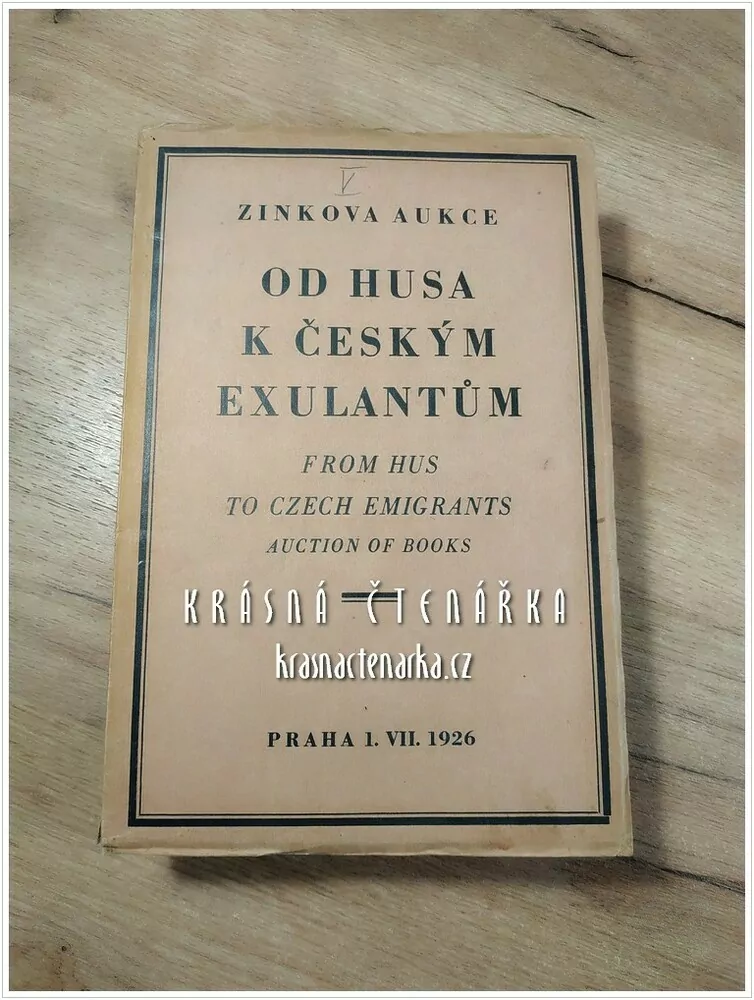 V
ZINKOVA AUKCE
OD HUSA
K ČESKÝM
EXULANTŮM
FROM HUS
TO CZECH EMIGRANTS
AUCTION OF BOOKS
KRÁSNÁ ČTENÁŘKA
krasnactenarka.cz
PRAHA 1. VII. 1926